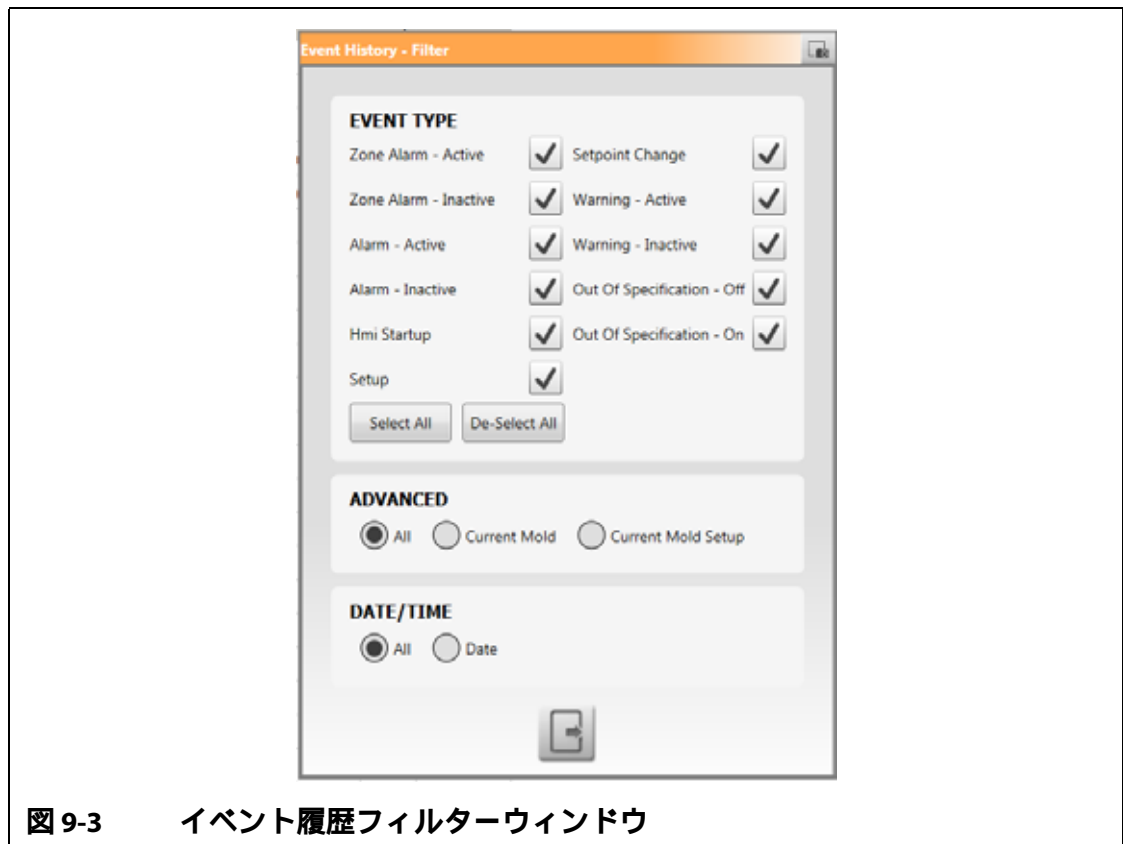 Event History - Filter
EVENT TYPE
Zone Alarm - Active Setpoint Change
Zone Alarm - Inactive Warning - Active
Alarm - Active Warning - Inactive
Alarm - Inactive Out Of Specification - Off
Hmi Startup Out Of Specification - On
Setup
Select All De-Select All
ADVANCED
All Current Mold Current Mold Setup
DATE/TIME
All Date
図 9-3 イベント履歴フィルターウィンドウ